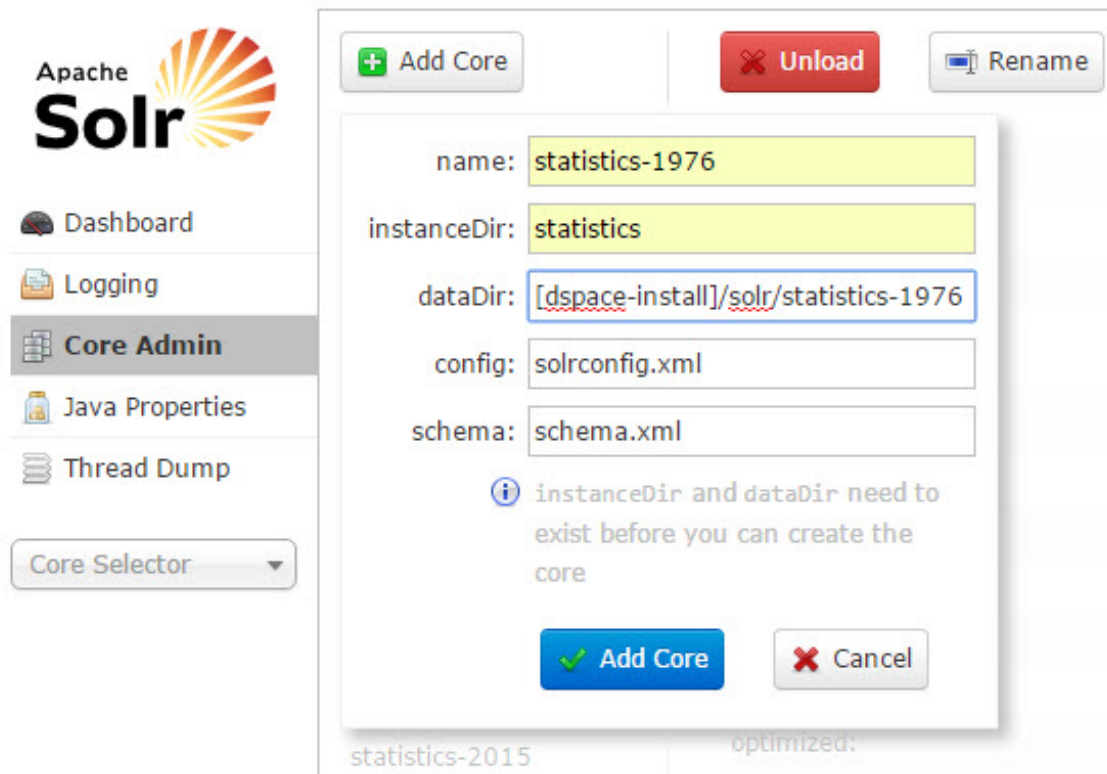 Apache
Solr
Dashboard
Logging
Core Admin
Java Properties
Thread Dump
Core Selector
Add Core
Unload
Rename
name: statistics-1976
instanceDir: statistics
dataDir: [dspace-install]/solr/statistics-1976
config: solrconfig.xml
schema: schema.xml
instanceDir and dataDir need to
exist before you can create the
core
Add Core
Cancel
statistics-2015
optimized: